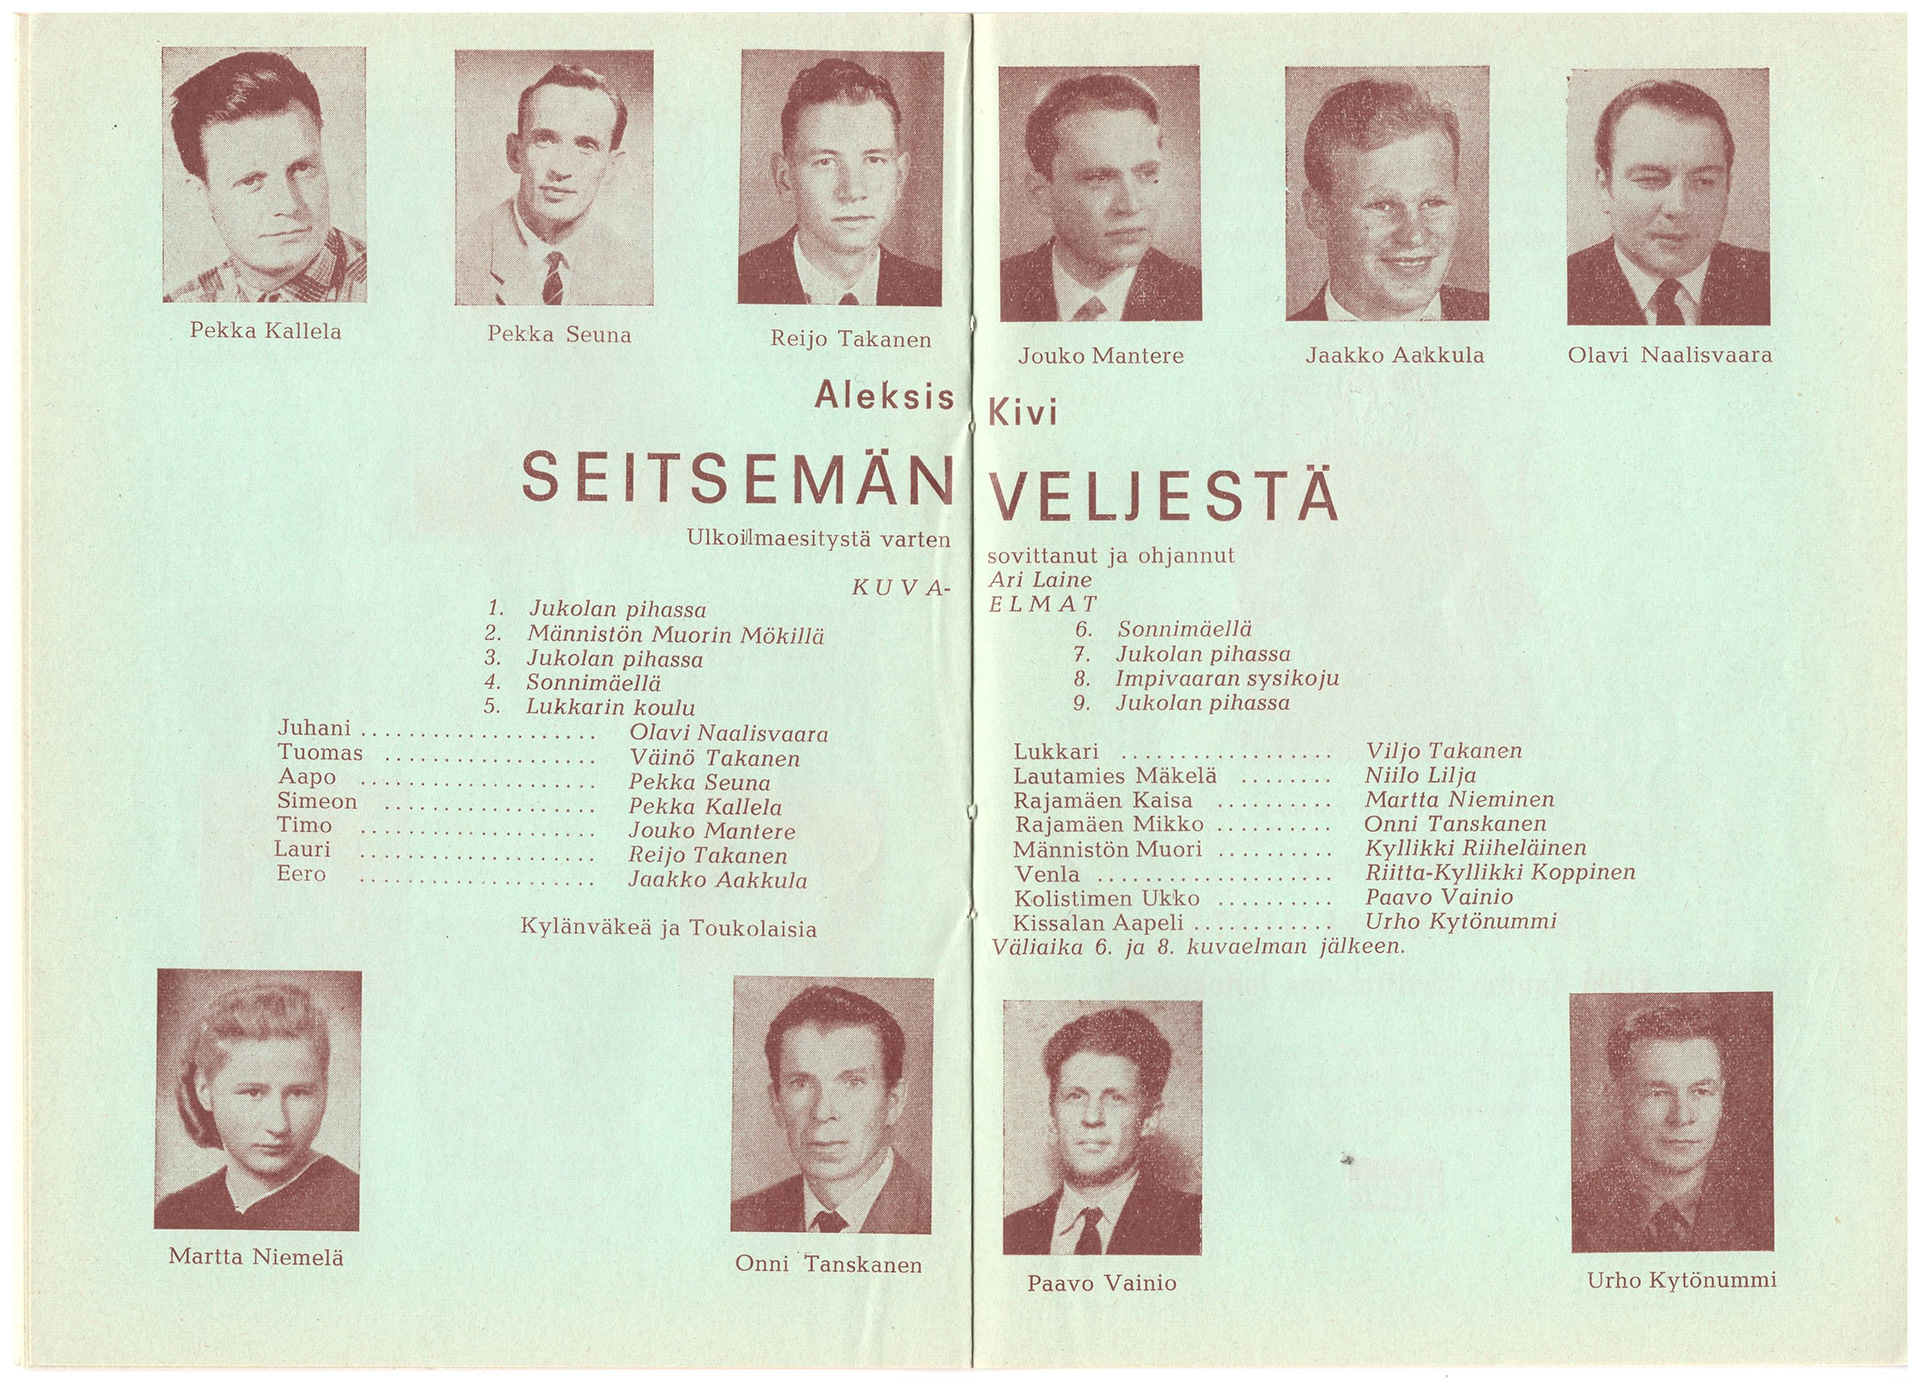 Pekka Kallela
Pekka Seuna
Reijo Takanen
Jouko Mantere
Jaakko Aakkula
Olavi Naalisvaara
Aleksis Kivi
SEITSEMÄN VELJESTÄ
Ulkoilmaesitystä varten sovittanut ja ohjannut
Ari Laine
KUVA-ELMAT
1. Jukolan pihassa
2. Männistön Muorin Mökillä
3. Jukolan pihassa
4. Sonnimäellä
5. Lukkarin koulu
6. Sonnimäellä
7. Jukolan pihassa
8. Impivaaran sysikoju
9. Jukolan pihassa
Juhani .................... Olavi Naalisvaara
Tuomas .................. Väinö Takanen
Aapo .................... Pekka Seuna
Simeon .................. Pekka Kallela
Timo .................... Jouko Mantere
Lauri .................... Reijo Takanen
Eero .................... Jaakko Aakkula
Kylänväkeä ja Toukolaisia
Lukkari .................. Viljo Takanen
Lautamies Mäkelä ........ Niilo Lilja
Rajamäen Kaisa .......... Martta Nieminen
Rajamäen Mikko .......... Onni Tanskanen
Männistön Muori .......... Kyllikki Riiheläinen
Venla .................... Riitta-Kyllikki Koppinen
Kolistimen Ukko .......... Paavo Vainio
Kissalan Aapeli ............ Urho Kytönummi
Väliaika 6. ja 8. kuvaelman jälkeen.
Martta Niemelä
Onni Tanskanen
Paavo Vainio
Urho Kytönummi